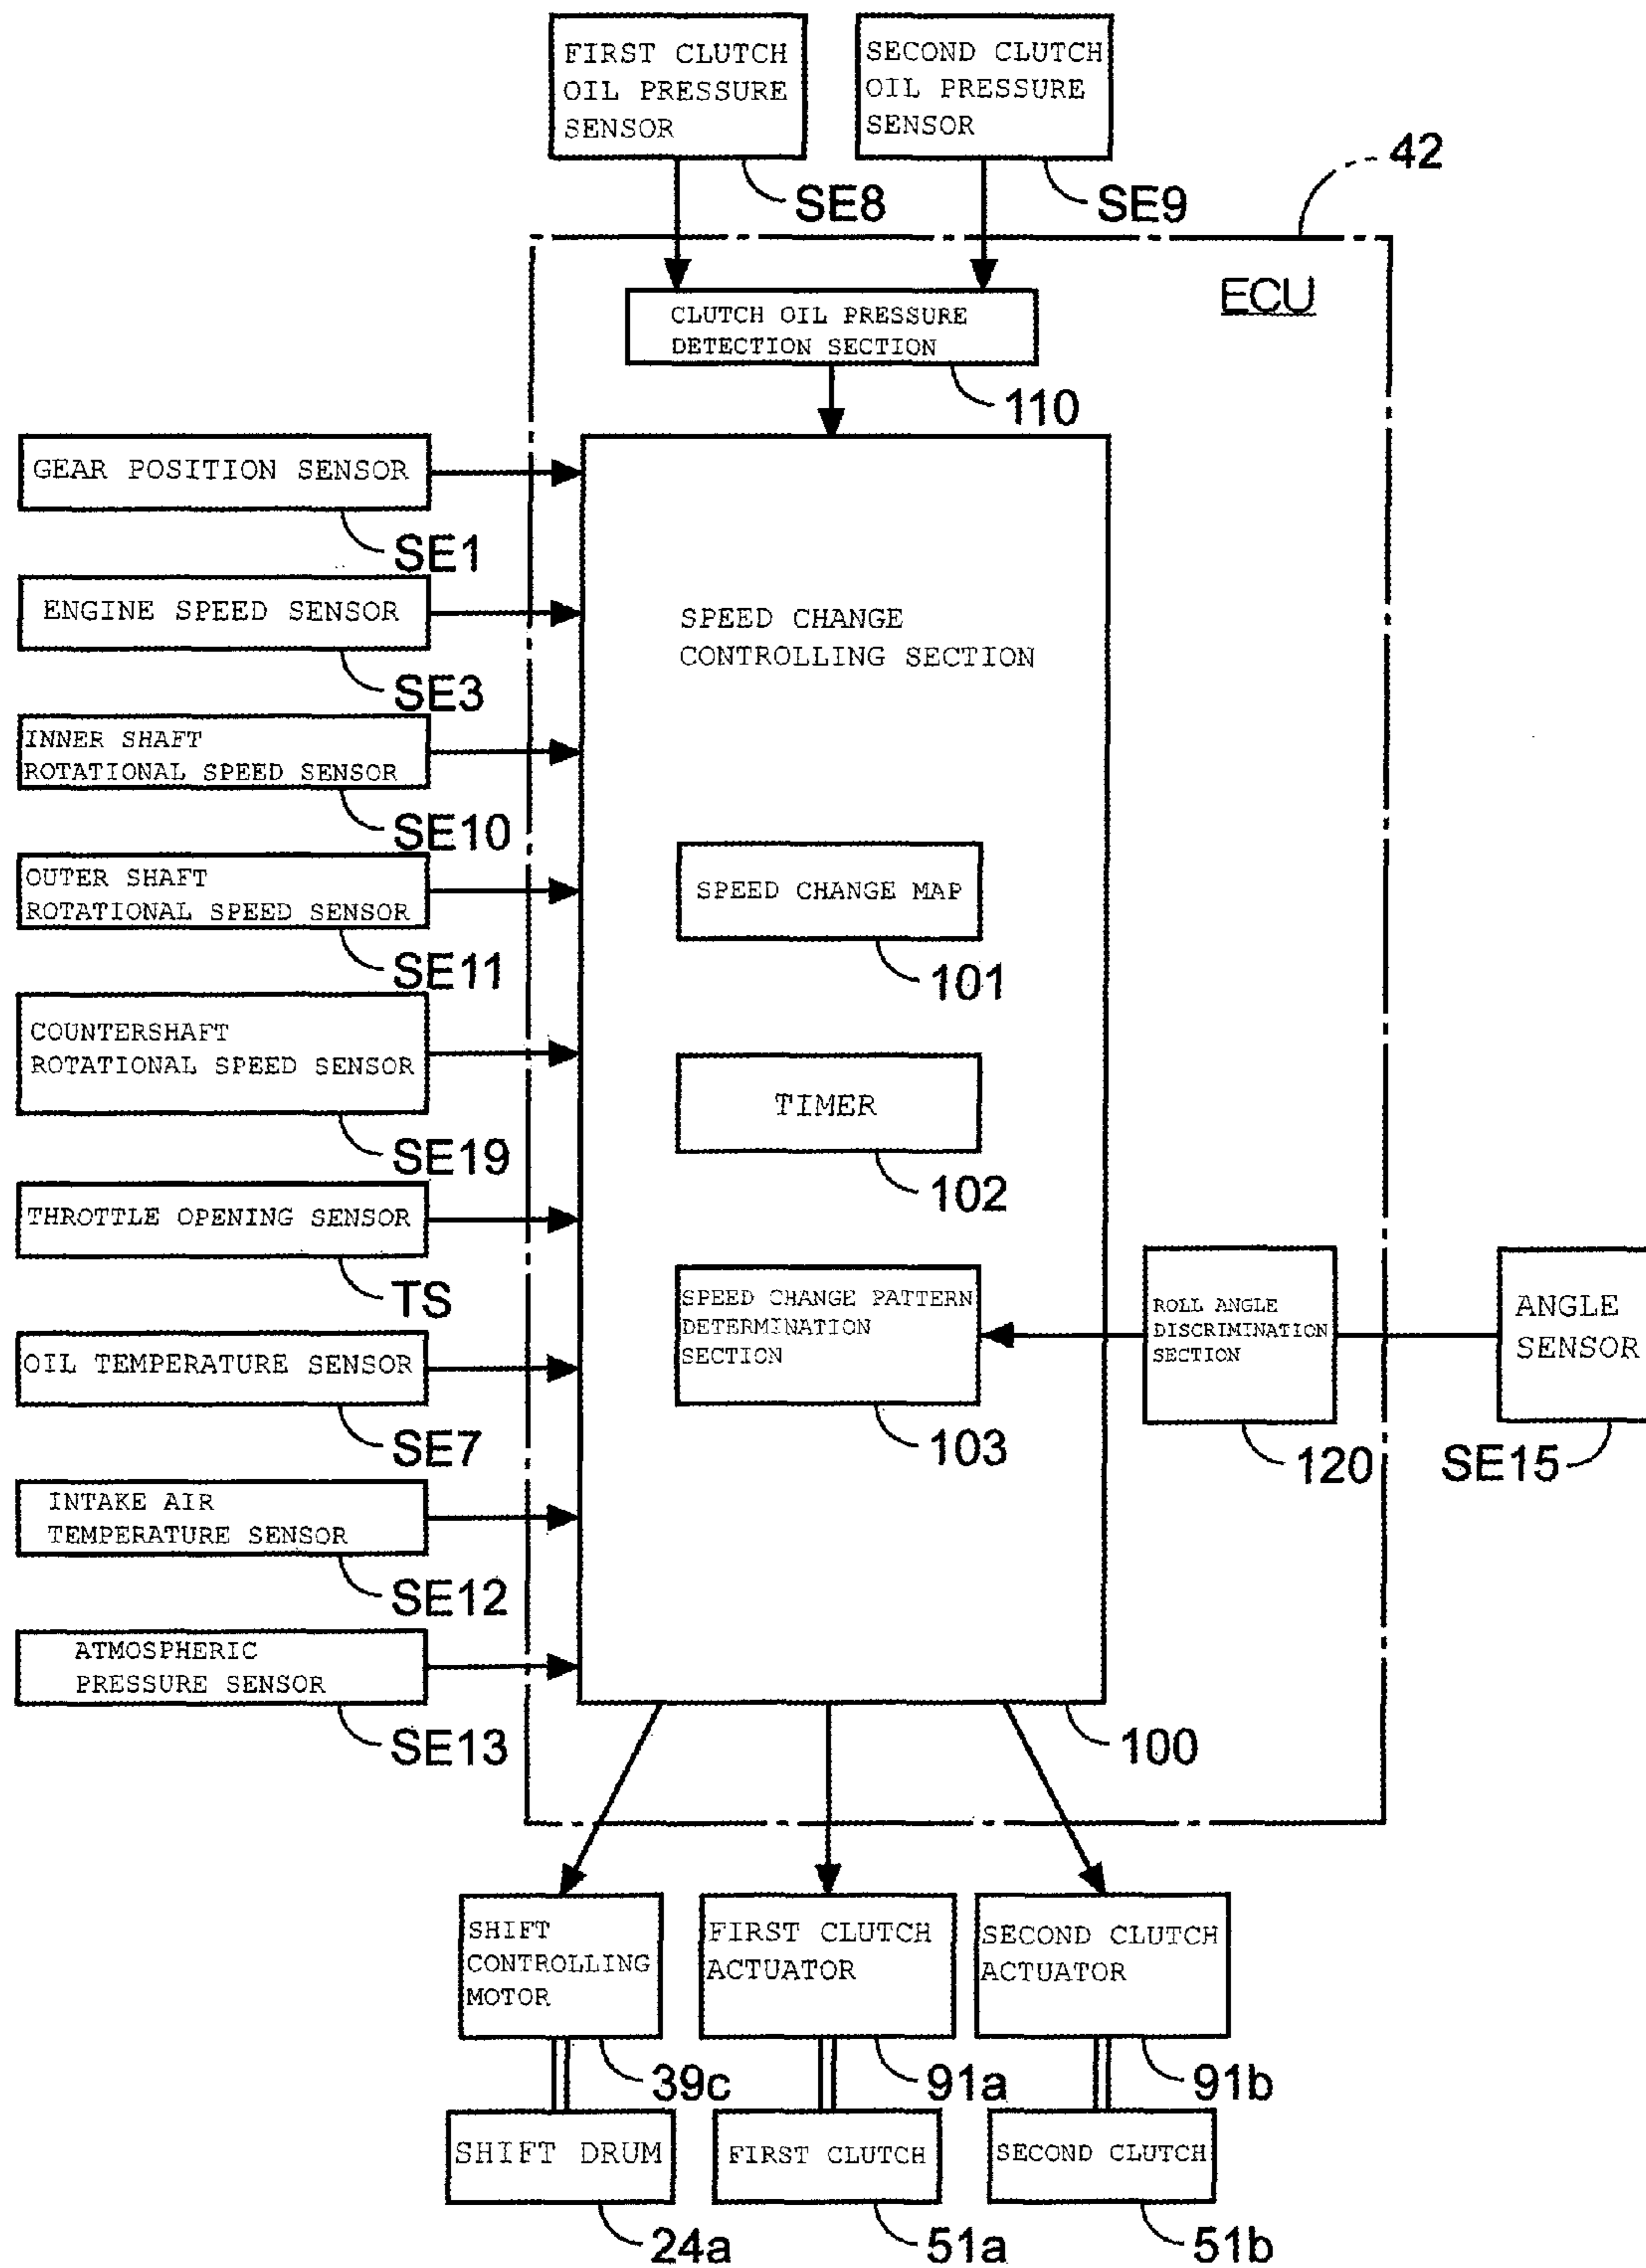 FIRST CLUTCH
OIL PRESSURE
SENSOR
SE8
SECOND CLUTCH
OIL PRESSURE
SENSOR
SE9
42
ECU
CLUTCH OIL PRESSURE
DETECTION SECTION
110
GEAR POSITION SENSOR
SE1
ENGINE SPEED SENSOR
SE3
INNER SHAFT
ROTATIONAL SPEED SENSOR
SE10
OUTER SHAFT
ROTATIONAL SPEED SENSOR
SE11
COUNTERSHAFT
ROTATIONAL SPEED SENSOR
SE19
THROTTLE OPENING SENSOR
TS
OIL TEMPERATURE SENSOR
SE7
INTAKE AIR
TEMPERATURE SENSOR
SE12
ATMOSPHERIC
PRESSURE SENSOR
SE13
SPEED CHANGE
CONTROLLING SECTION
SPEED CHANGE MAP
101
TIMER
102
SPEED CHANGE PATTERN
DETERMINATION
SECTION
103
ROLL ANGLE
DISCRIMINATION
SECTION
120
ANGLE
SENSOR
SE15
100
SHIFT
CONTROLLING
MOTOR
39c
FIRST CLUTCH
ACTUATOR
91a
SECOND CLUTCH
ACTUATOR
91b
SHIFT DRUM
24a
FIRST CLUTCH
51a
SECOND CLUTCH
51b